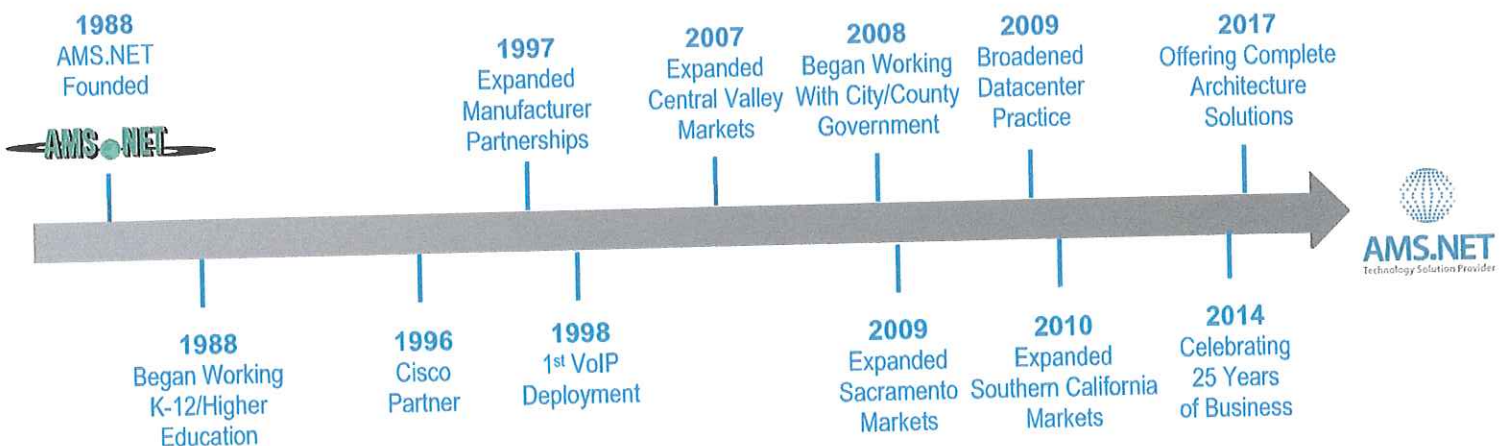 1988
AMS.NET
Founded
AMS.NET
1997
Expanded
Manufacturer
Partnerships
2007
Expanded
Central Valley
Markets
2008
Began Working
With City/County
Government
2009
Broadened
Datacenter
Practice
2017
Offering Complete
Architecture
Solutions
AMS.NET
Technology Solution Provider
1988
Began Working
K-12/Higher
Education
1996
Cisco
Partner
1998
1st VoIP
Deployment
2009
Expanded
Sacramento
Markets
2010
Expanded
Southern California
Markets
2014
Celebrating
25 Years
of Business